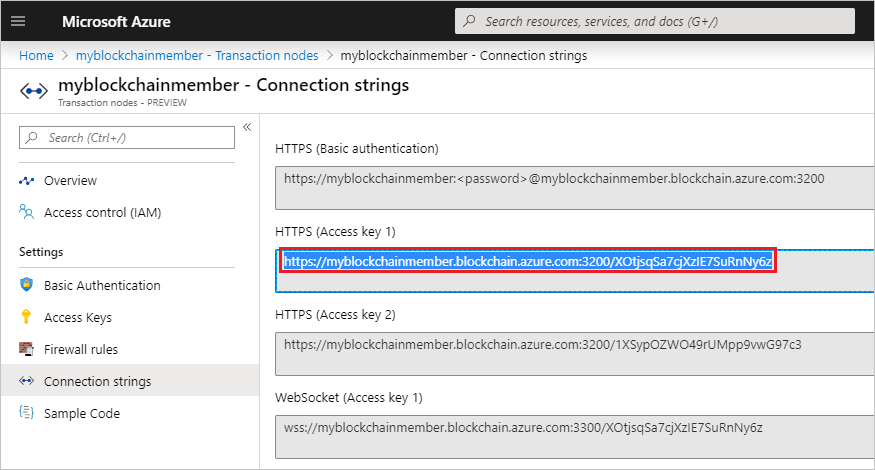 Microsoft Azure
Search resources, services, and docs (G+/)
Home > myblockchainmember - Transaction nodes > myblockchainmember - Connection strings
myblockchainmember - Connection strings
Transaction nodes - PREVIEW
Search (Ctrl+/)
«
Overview
Access control (IAM)
Settings
Basic Authentication
Access Keys
Firewall rules
Connection strings
Sample Code
HTTPS (Basic authentication)
https://myblockchainmember:<password>@myblockchainmember.blockchain.azure.com:3200
HTTPS (Access key 1)
https://myblockchainmember.blockchain.azure.com:3200/XOtjsqSa7cjXzIE7SuRnNy6z
HTTPS (Access key 2)
https://myblockchainmember.blockchain.azure.com:3200/1XSypOZWO49rUMpp9vwG97c3
WebSocket (Access key 1)
wss://myblockchainmember.blockchain.azure.com:3300/XOtjsqSa7cjXzIE7SuRnNy6z